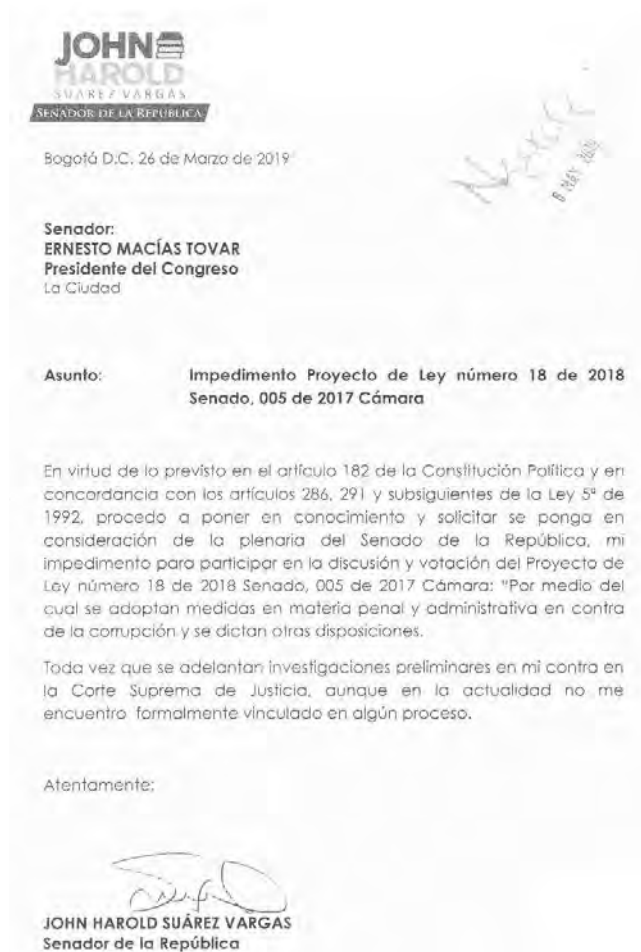 JOHN
HAROLD
SUÁREZ VARGAS
SENADOR DE LA REPÚBLICA
Bogotá D.C. 26 de Marzo de 2019
Senador:
ERNESTO MACÍAS TOVAR
Presidente del Congreso
La Ciudad
Asunto: Impedimento Proyecto de Ley número 18 de 2018
Senado, 005 de 2017 Cámara
En virtud de lo previsto en el artículo 182 de la Constitución Política y en
concordancia con los artículos 286, 291 y subsiguientes de la Ley 5ª de
1992, procedo a poner en conocimiento y solicitar se ponga en
consideración de la plenaria del Senado de la República, mi
impedimento para participar en la discusión y votación del Proyecto de
Ley número 18 de 2018 Senado, 005 de 2017 Cámara: "Por medio del
cual se adoptan medidas en materia penal y administrativa en contra
de la corrupción y se dictan otras disposiciones.
Toda vez que se adelantan investigaciones preliminares en mi contra en
la Corte Suprema de Justicia, aunque en la actualidad no me
encuentro formalmente vinculado en algún proceso.
Atentamente:
JOHN HAROLD SUÁREZ VARGAS
Senador de la República